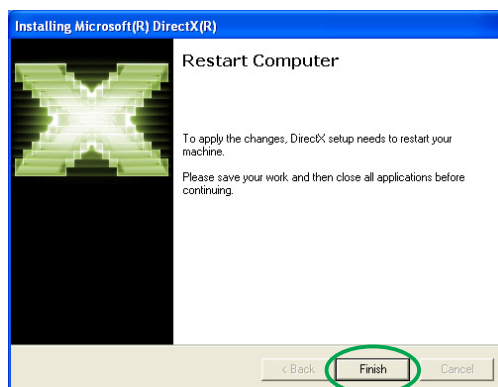 Installing Microsoft(R) DirectX(R)
Restart Computer
To apply the changes, DirectX setup needs to restart your
machine.
Please save your work and then close all applications before
continuing.
< Back Finish Cancel